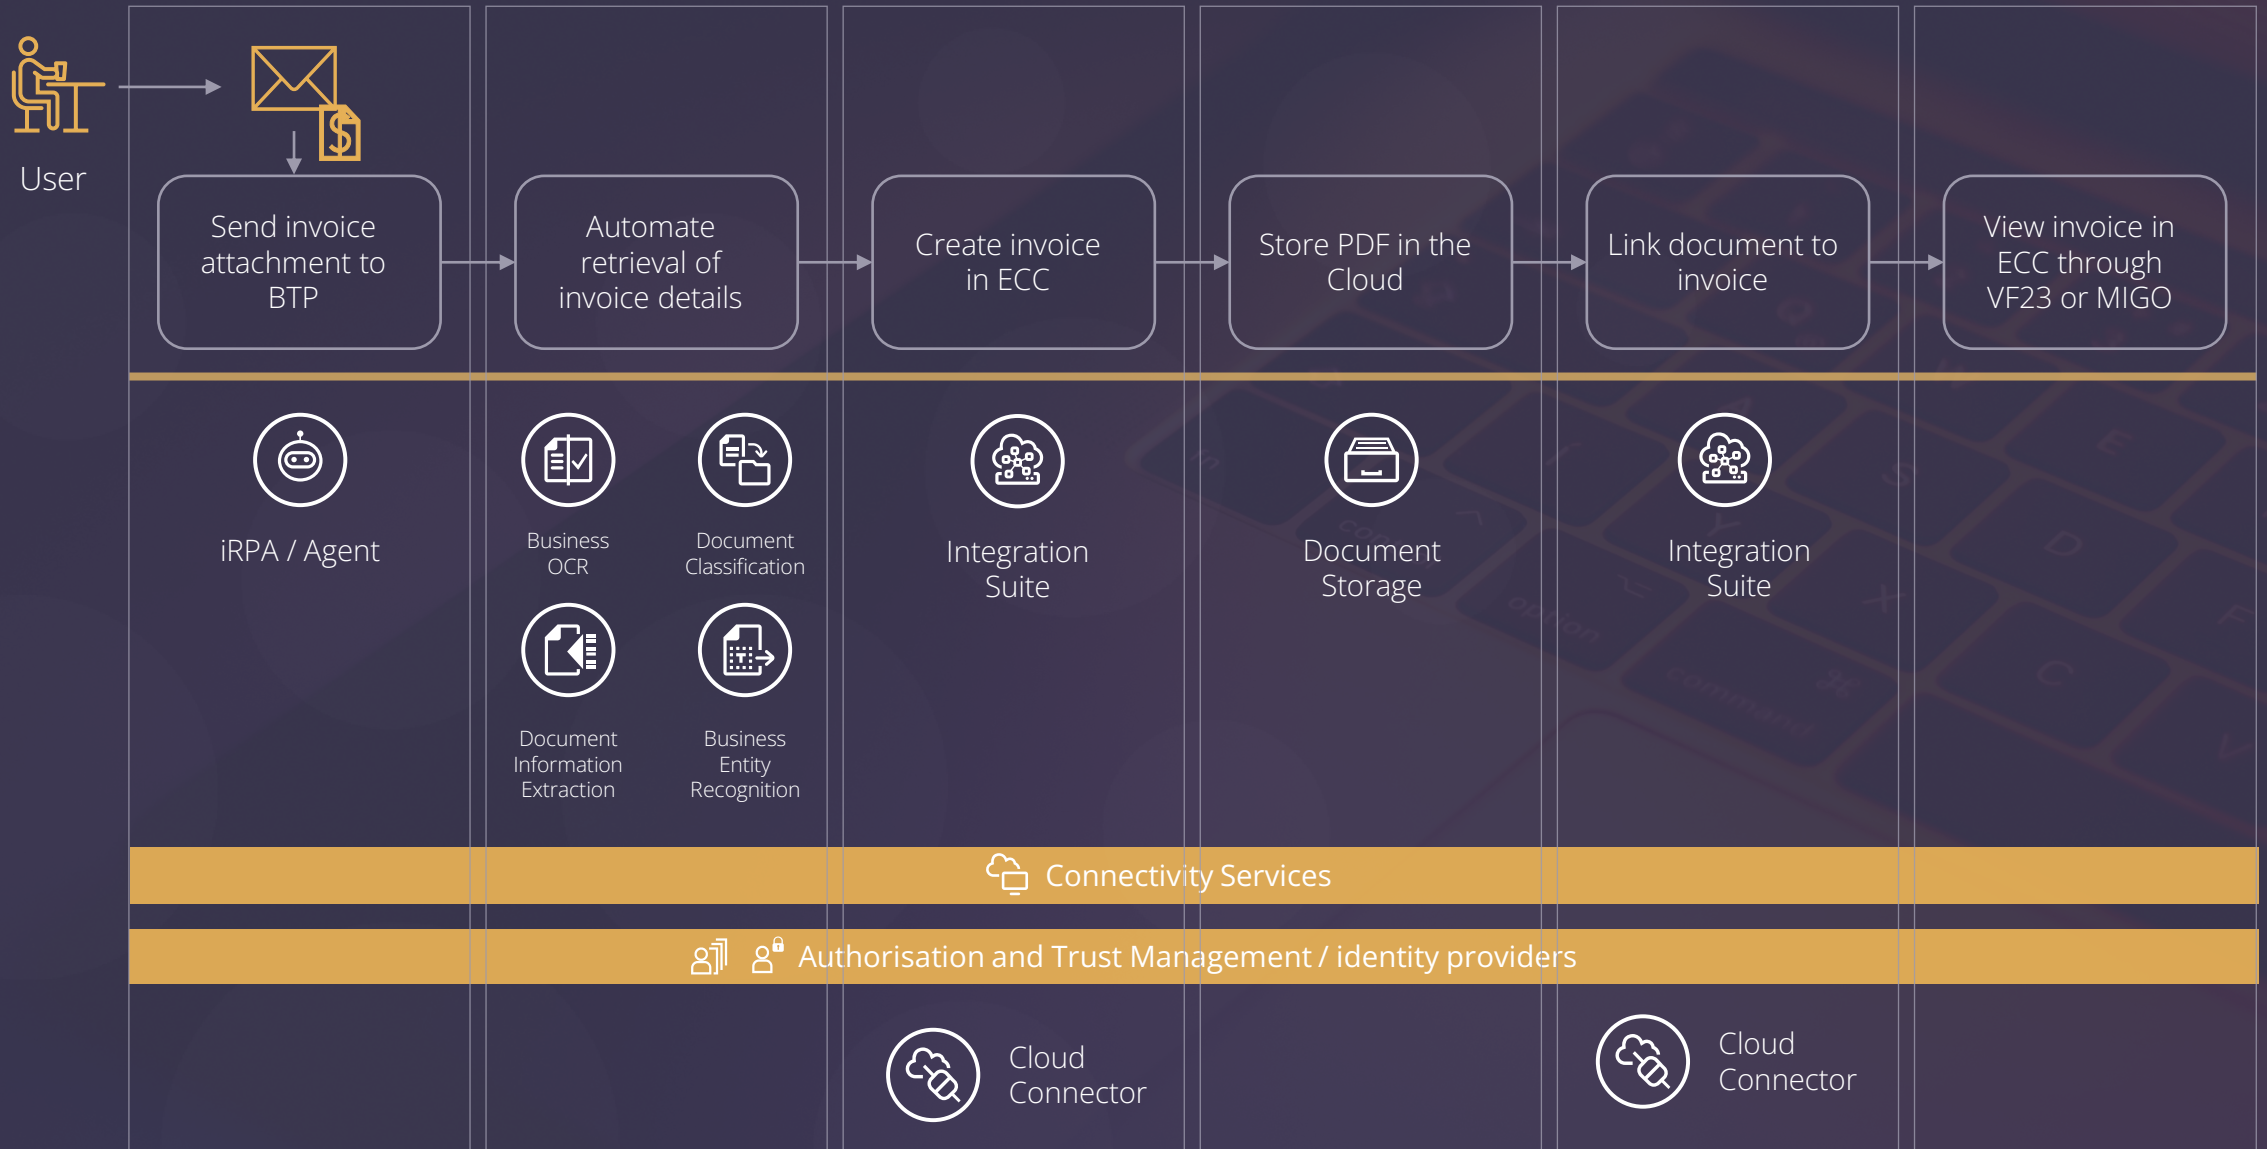 User
Send invoice
attachment to
BTP
Automate
retrieval of
invoice details
Create invoice
in ECC
Store PDF in the
Cloud
Link document to
invoice
View invoice in
ECC through
VF23 or MIGO
iRPA / Agent
Business
OCR
Document
Classification
Document
Information
Extraction
Business
Entity
Recognition
Integration
Suite
Document
Storage
Integration
Suite
Connectivity Services
Authorisation and Trust Management / identity providers
Cloud
Connector
Cloud
Connector